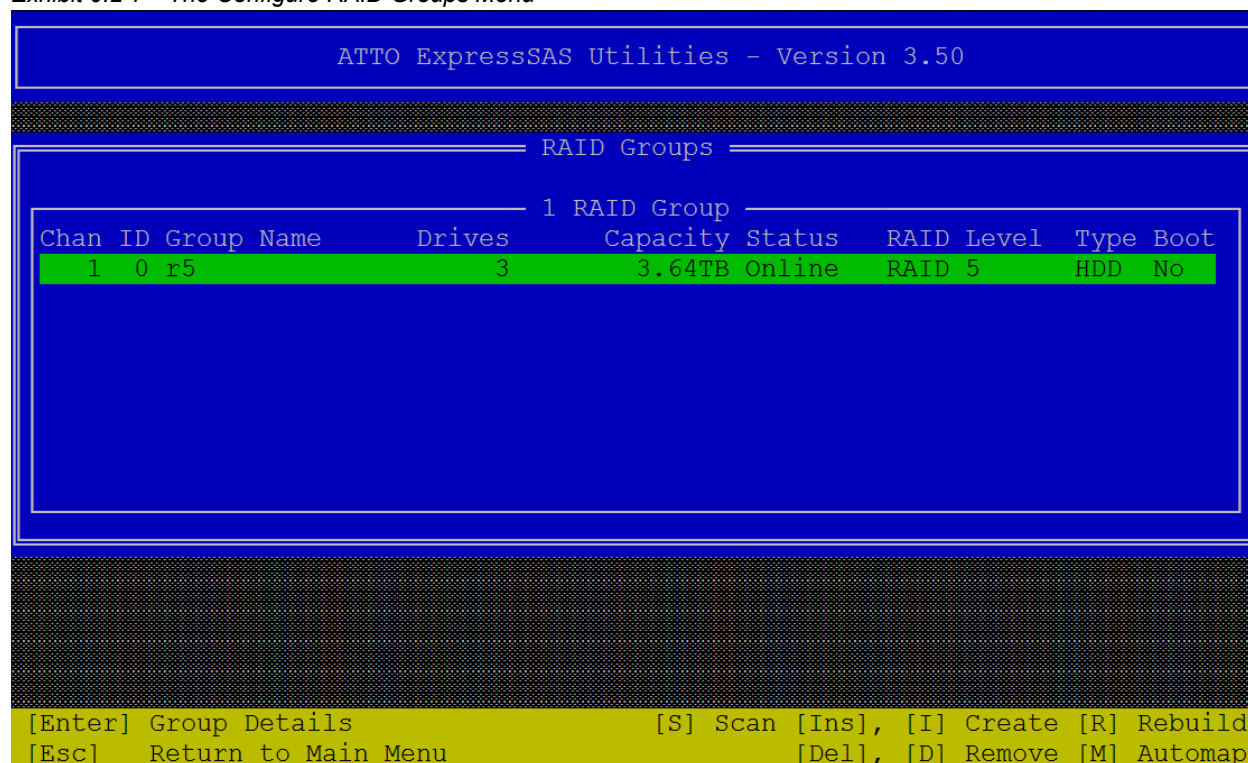 ATTO ExpressSAS Utilities - Version 3.50
RAID Groups
1 RAID Group
Chan ID Group Name Drives Capacity Status RAID Level Type Boot
1 0 r5 3 3.64TB Online RAID 5 HDD No
[Enter] Group Details [S] Scan [Ins], [I] Create [R] Rebuild
[Esc] Return to Main Menu [Del], [D] Remove [M] Automap